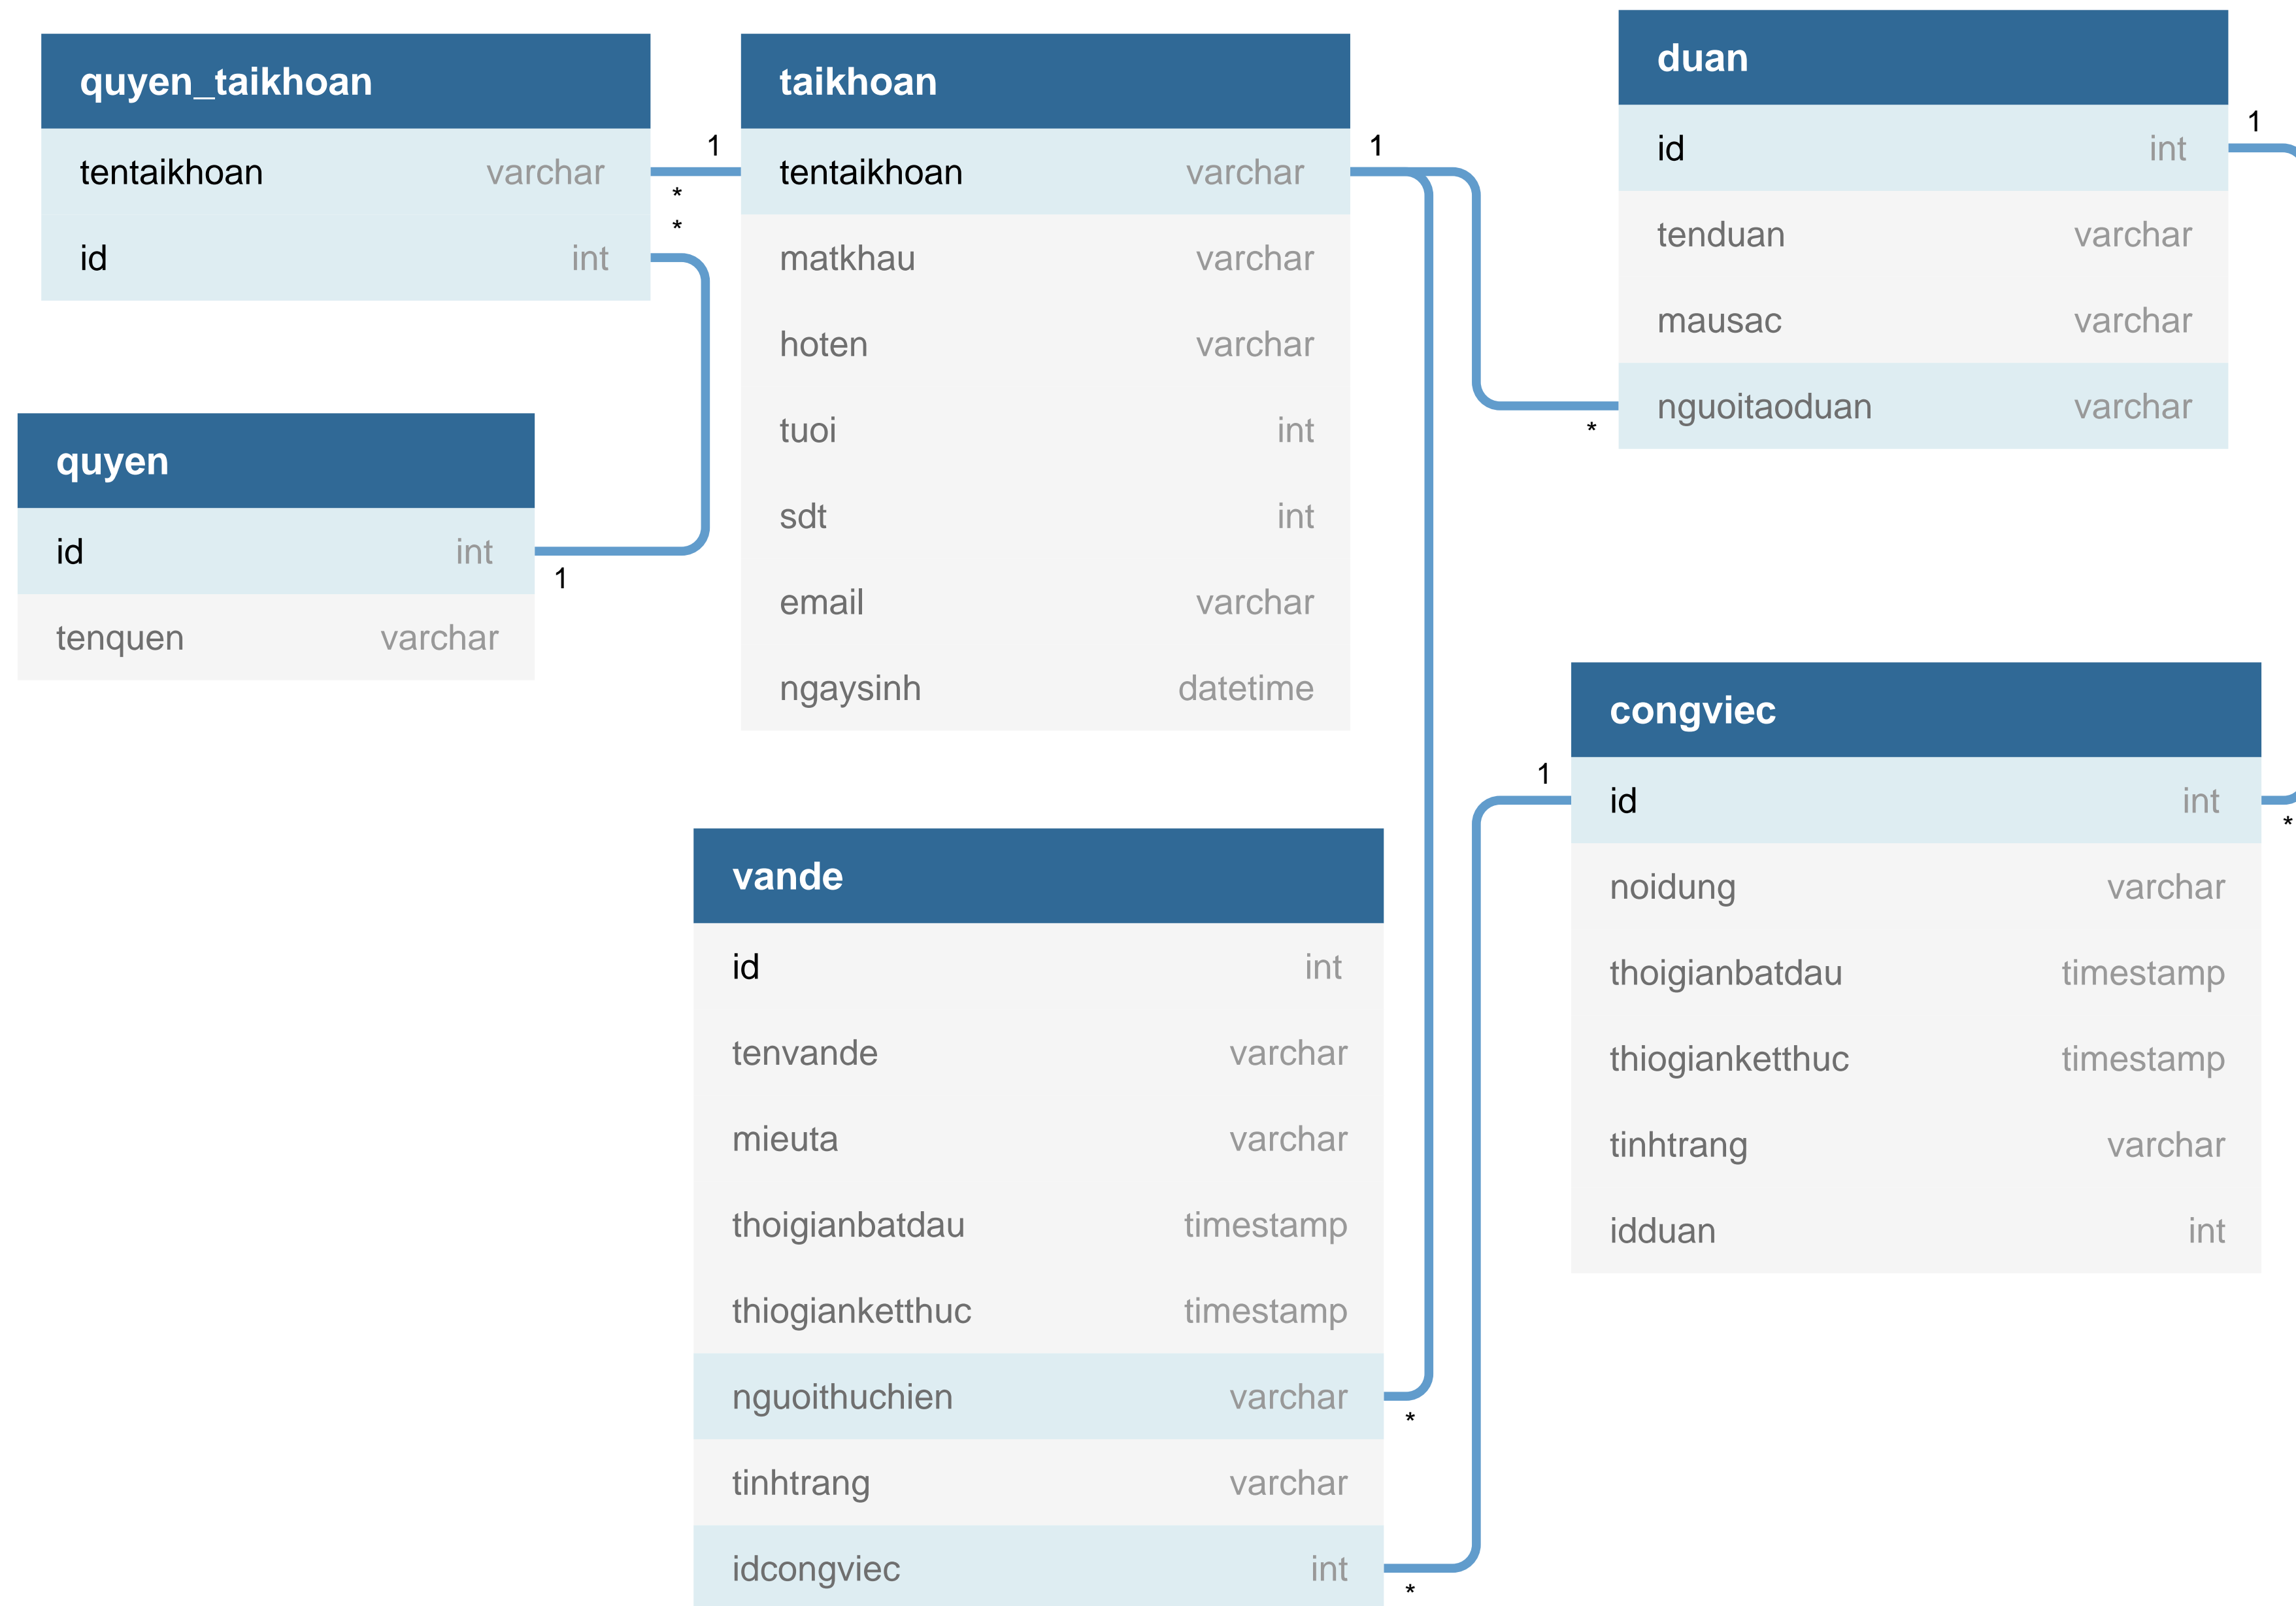 quyen_taikhoan
tentaikhoan varchar
id int
1
*
*
quyen
id int
tenquen varchar
1
taikhoan
tentaikhoan varchar
matkhau varchar
hoten varchar
tuoi int
sdt int
email varchar
ngaysinh datetime
1
duan
id int
tenduan varchar
mausac varchar
nguoitaoduan varchar
1
*
vande
id int
tenvande varchar
mieuta varchar
thoigianbatdau timestamp
thiogianketthuc timestamp
nguoithuchien varchar
tinhtrang varchar
idcongviec int
*
*
congviec
1
id int
noidung varchar
thoigianbatdau timestamp
thiogianketthuc timestamp
tinhtrang varchar
idduan int
*